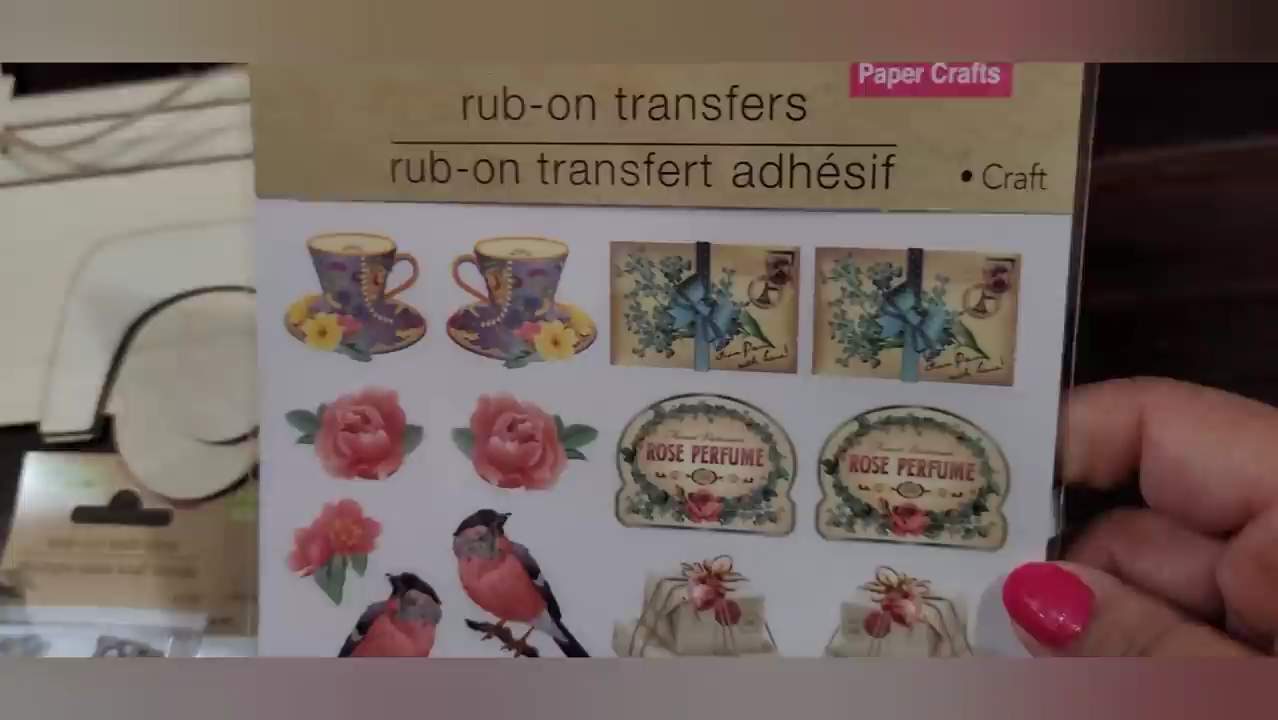 Paper Crafts
rub-on transfers
rub-on transfert adhésif
• Craft
ROSE PERFUME
ROSE PERFUME